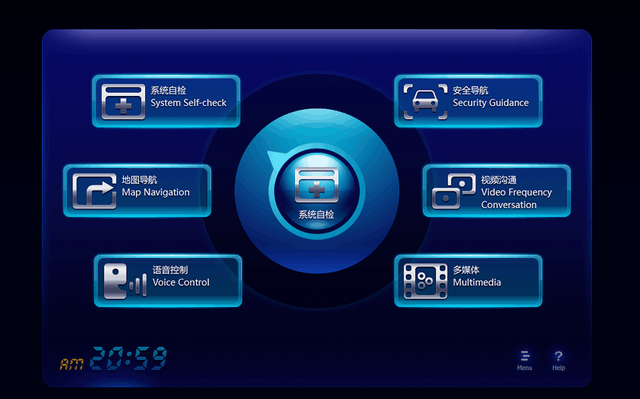 系统自检
System Self-check
安全导航
Security Guidance
地图导航
Map Navigation
系统自检
视频沟通
Video Frequency
Conversation
语音控制
Voice Control
多媒体
Multimedia
AM 20:59
Menu
?
Help